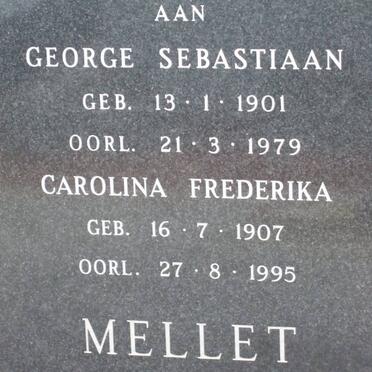 AAN
GEORGE SEBASTIAAN
GEB. 13 · 1 · 1901
OORL. 21 · 3 · 1979
CAROLINA FREDERIKA
GEB. 16 · 7 · 1907
OORL. 27 · 8 · 1995
MELLET